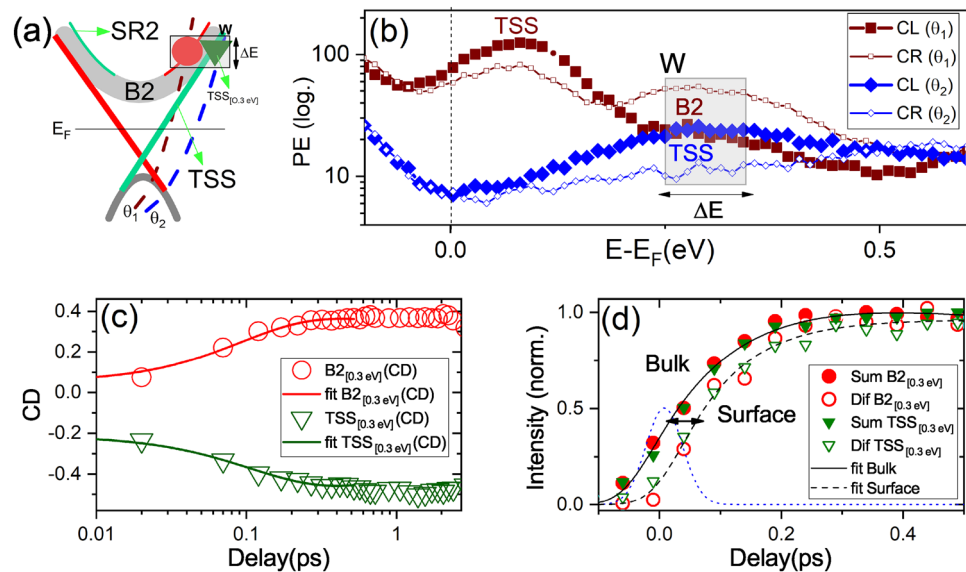 (a)
SR2
W
ΔE
B2
TSS[0.3 eV]
EF
TSS
θ1
θ2
(b)
TSS
W
B2
TSS
ΔE
CL (θ1)
CR (θ1)
CL (θ2)
CR (θ2)
PE (log.)
100
10
0.0
0.5
E-EF(eV)
(c)
CD
0.4
0.2
0.0
-0.2
-0.4
B2[0.3 eV](CD)
fit B2[0.3 eV](CD)
TSS[0.3 eV](CD)
fit TSS[0.3 eV](CD)
0.01
0.1
1
Delay(ps)
(d)
Intensity (norm.)
1.0
0.5
0.0
Bulk
Surface
Sum B2[0.3 eV]
Dif B2[0.3 eV]
Sum TSS[0.3 eV]
Dif TSS[0.3 eV]
fit Bulk
fit Surface
0.0
0.2
0.4
Delay(ps)